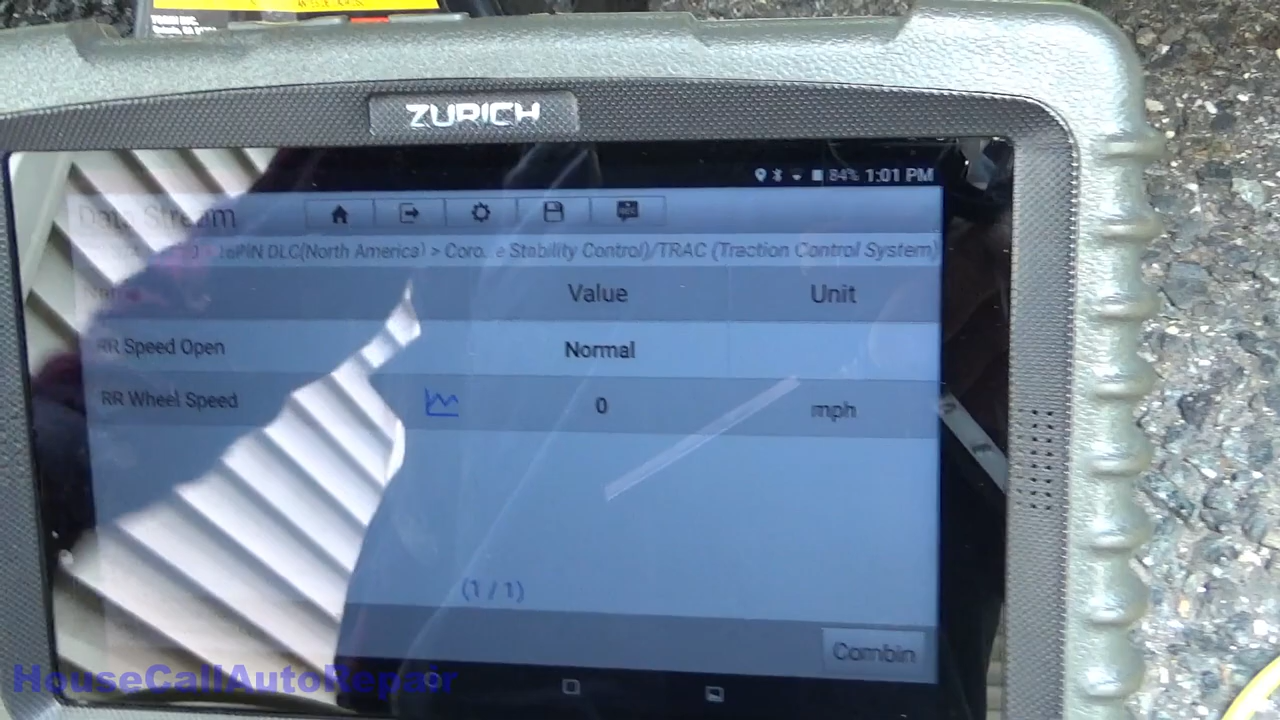 ZURICH
84% 1:01 PM
Data Stream
16PIN DLC(North America) > Coro...e Stability Control)/TRAC (Traction Control System)
Value Unit
RR Speed Open Normal
RR Wheel Speed 0 mph
(1 / 1)
Combin
HouseCallAutoRepair